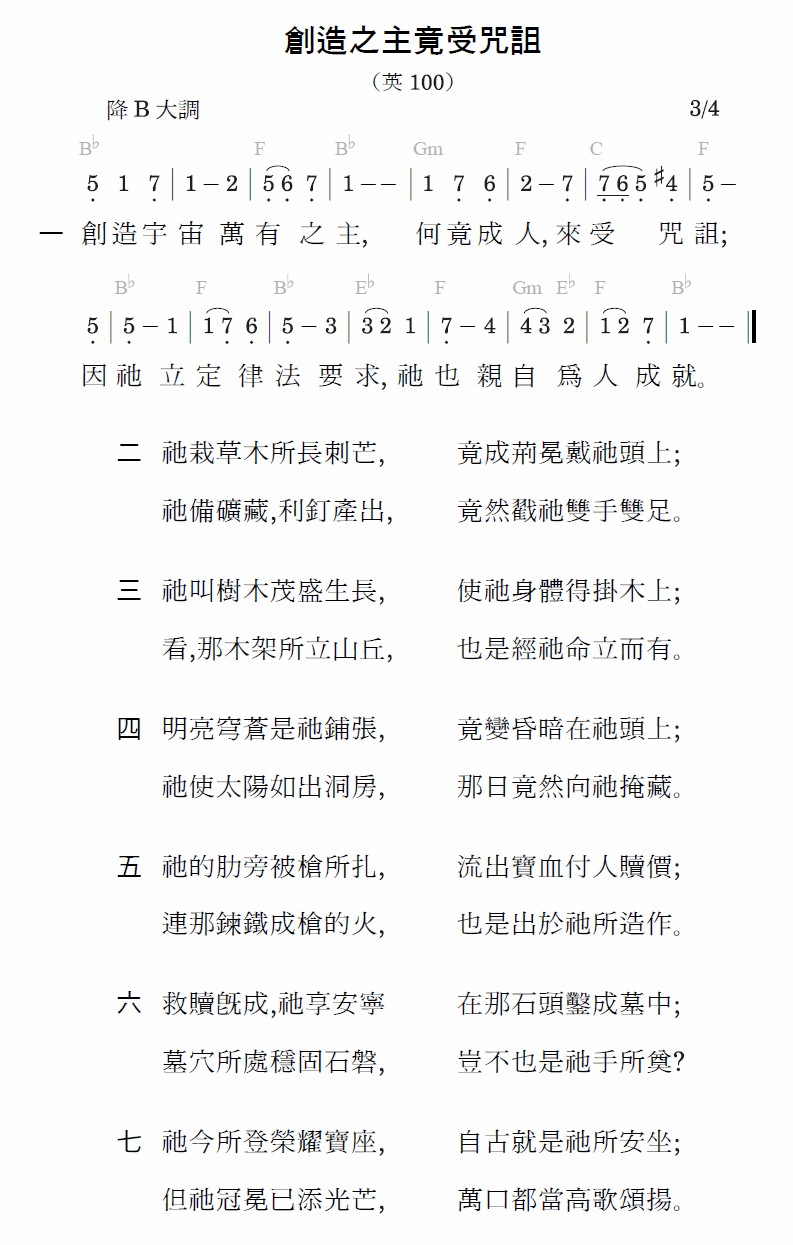 創造之主竟受咒詛
（英 100）
降 B 大調 3/4
B♭ F B♭ Gm F C F
5̣ 1 7̣ | 1 – 2 | 5̣ 6̣ 7̣ | 1 – – | 1 7̣ 6̣ | 2 – 7̣ | 7̣ 6̣ 5̣ ♯4̣ | 5̣ –
一 創造宇宙萬有之主, 何竟成人,來受咒詛;
B♭ F B♭ E♭ F Gm E♭ F B♭
5̣ | 5̣ – 1 | 1 7̣ 6̣ | 5̣ – 3 | 3 2 1 | 7̣ – 4 | 4 3 2 | 1 2 7̣ | 1 – – ‖
因祂立定律法要求,祂也親自為人成就。
二 祂栽草木所長刺芒, 竟成荊冕戴祂頭上;
祂備礦藏,利釘產出, 竟然戳祂雙手雙足。
三 祂叫樹木茂盛生長, 使祂身體得掛木上;
看,那木架所立山丘, 也是經祂命立而有。
四 明亮穹蒼是祂鋪張, 竟變昏暗在祂頭上;
祂使太陽如出洞房, 那日竟然向祂掩藏。
五 祂的肋旁被槍所扎, 流出寶血付人贖價;
連那鍊鐵成槍的火, 也是出於祂所造作。
六 救贖既成,祂享安寧 在那石頭鑿成墓中;
墓穴所處穩固石磐, 豈不也是祂手所奠?
七 祂今所登榮耀寶座, 自古就是祂所安坐;
但祂冠冕已添光芒, 萬口都當高歌頌揚。